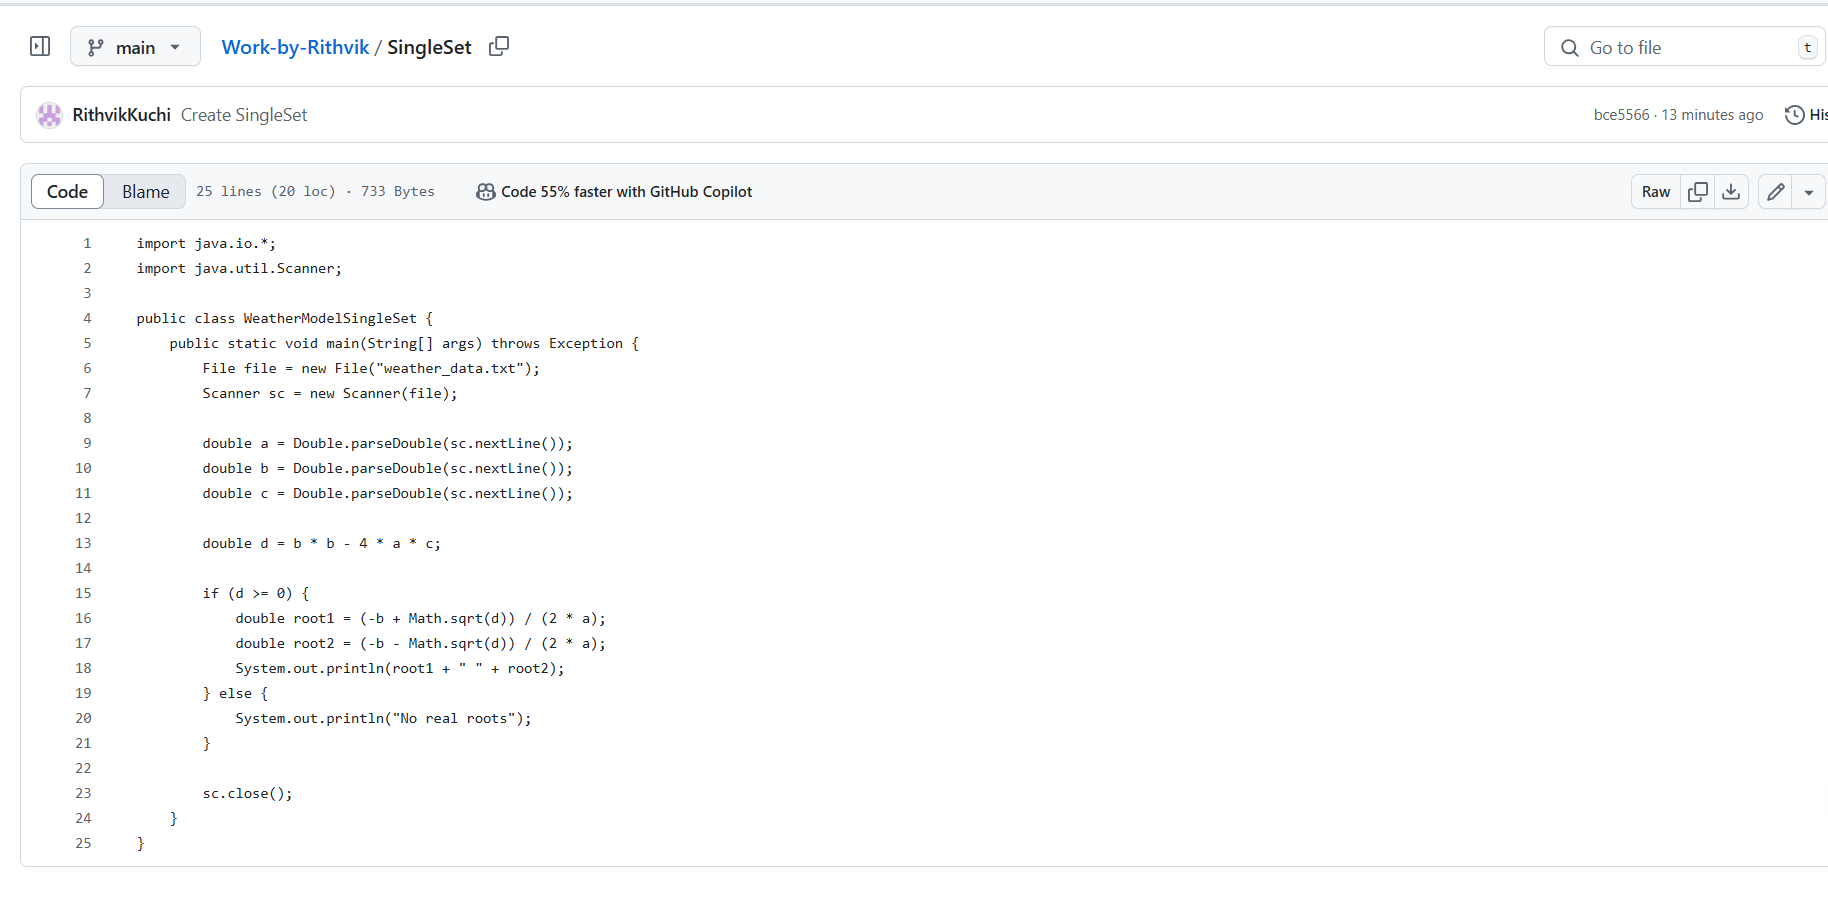 main
Work-by-Rithvik / SingleSet
Go to file
t
RithvikKuchi Create SingleSet
bce5566 · 13 minutes ago
His
Code Blame 25 lines (20 loc) · 733 Bytes Code 55% faster with GitHub Copilot
Raw
1 import java.io.*;
2 import java.util.Scanner;
3
4 public class WeatherModelSingleSet {
5     public static void main(String[] args) throws Exception {
6         File file = new File("weather_data.txt");
7         Scanner sc = new Scanner(file);
8
9         double a = Double.parseDouble(sc.nextLine());
10         double b = Double.parseDouble(sc.nextLine());
11         double c = Double.parseDouble(sc.nextLine());
12
13         double d = b * b - 4 * a * c;
14
15         if (d >= 0) {
16             double root1 = (-b + Math.sqrt(d)) / (2 * a);
17             double root2 = (-b - Math.sqrt(d)) / (2 * a);
18             System.out.println(root1 + " " + root2);
19         } else {
20             System.out.println("No real roots");
21         }
22
23         sc.close();
24     }
25 }